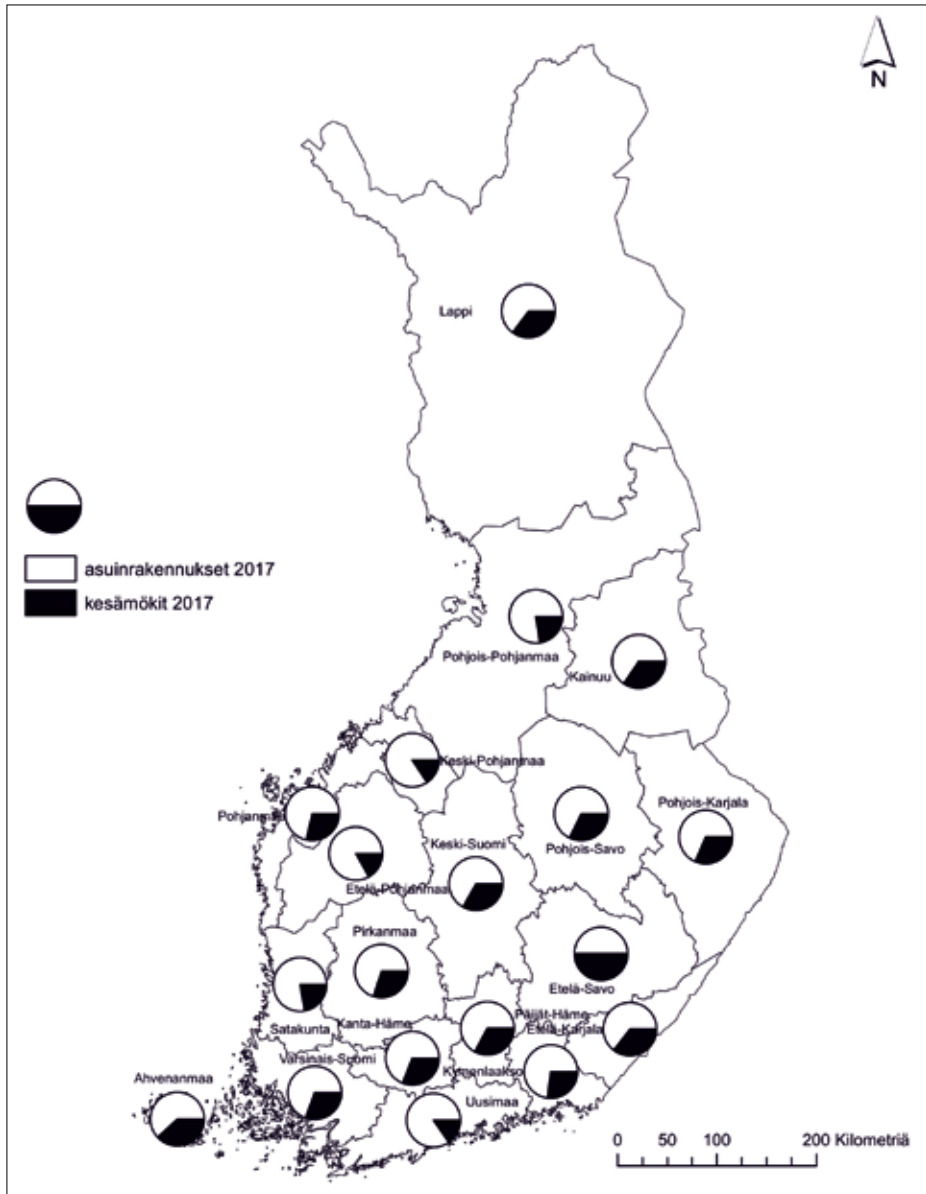 N
Lappi
asuinrakennukset 2017
kesämökit 2017
Pohjois-Pohjanmaa
Kainuu
Keski-Pohjanmaa
Pohjanmaa
Pohjois-Karjala
Keski-Suomi
Pohjois-Savo
Etelä-Pohjanmaa
Pirkanmaa
Etelä-Savo
Satakunta
Kanta-Häme
Päijät-Häme
Etelä-Karjala
Varsinais-Suomi
Kymenlaakso
Ahvenanmaa
Uusimaa
0 50 100 200 Kilometriä